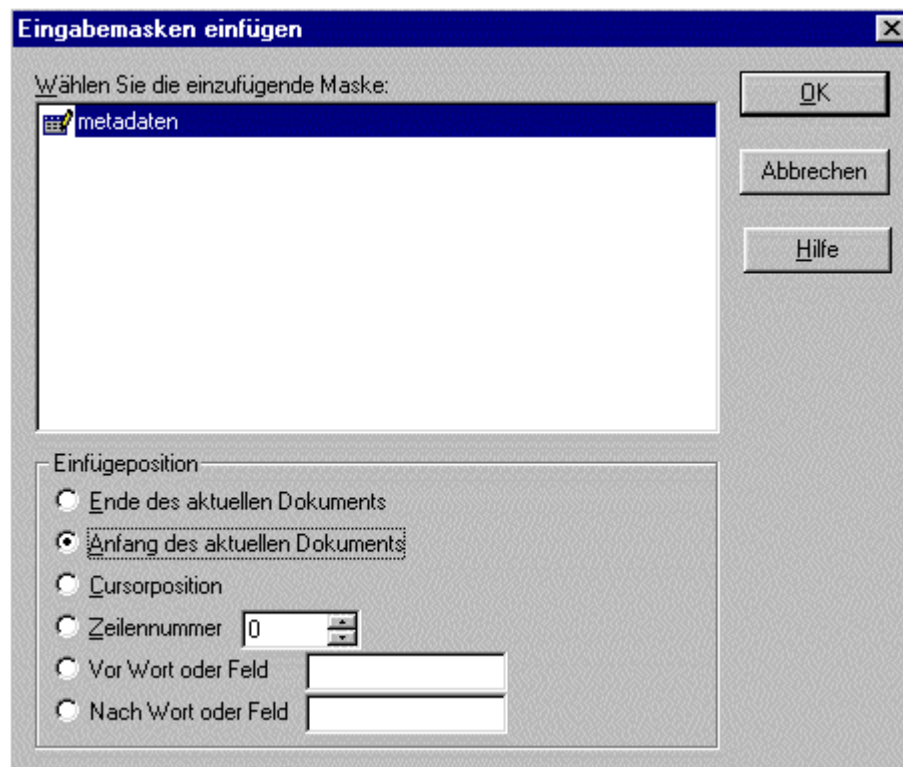 Eingabemasken einfügen
Wählen Sie die einzufügende Maske:
metadaten
OK
Abbrechen
Hilfe
Einfügeposition
Ende des aktuellen Dokuments
Anfang des aktuellen Dokuments
Cursorposition
Zeilennummer 0
Vor Wort oder Feld
Nach Wort oder Feld